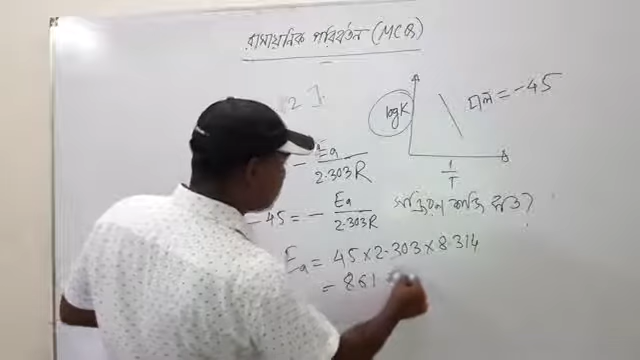 রাসায়নিক পরিবর্তন (MCQ)
2].
logK
ঢাল = -45
1/T
- Ea/2.303R
- 45 = - Ea/2.303R
সক্রিয়ন শক্তি কত?
Ea = 45 x 2.303 x 8.314
= 861